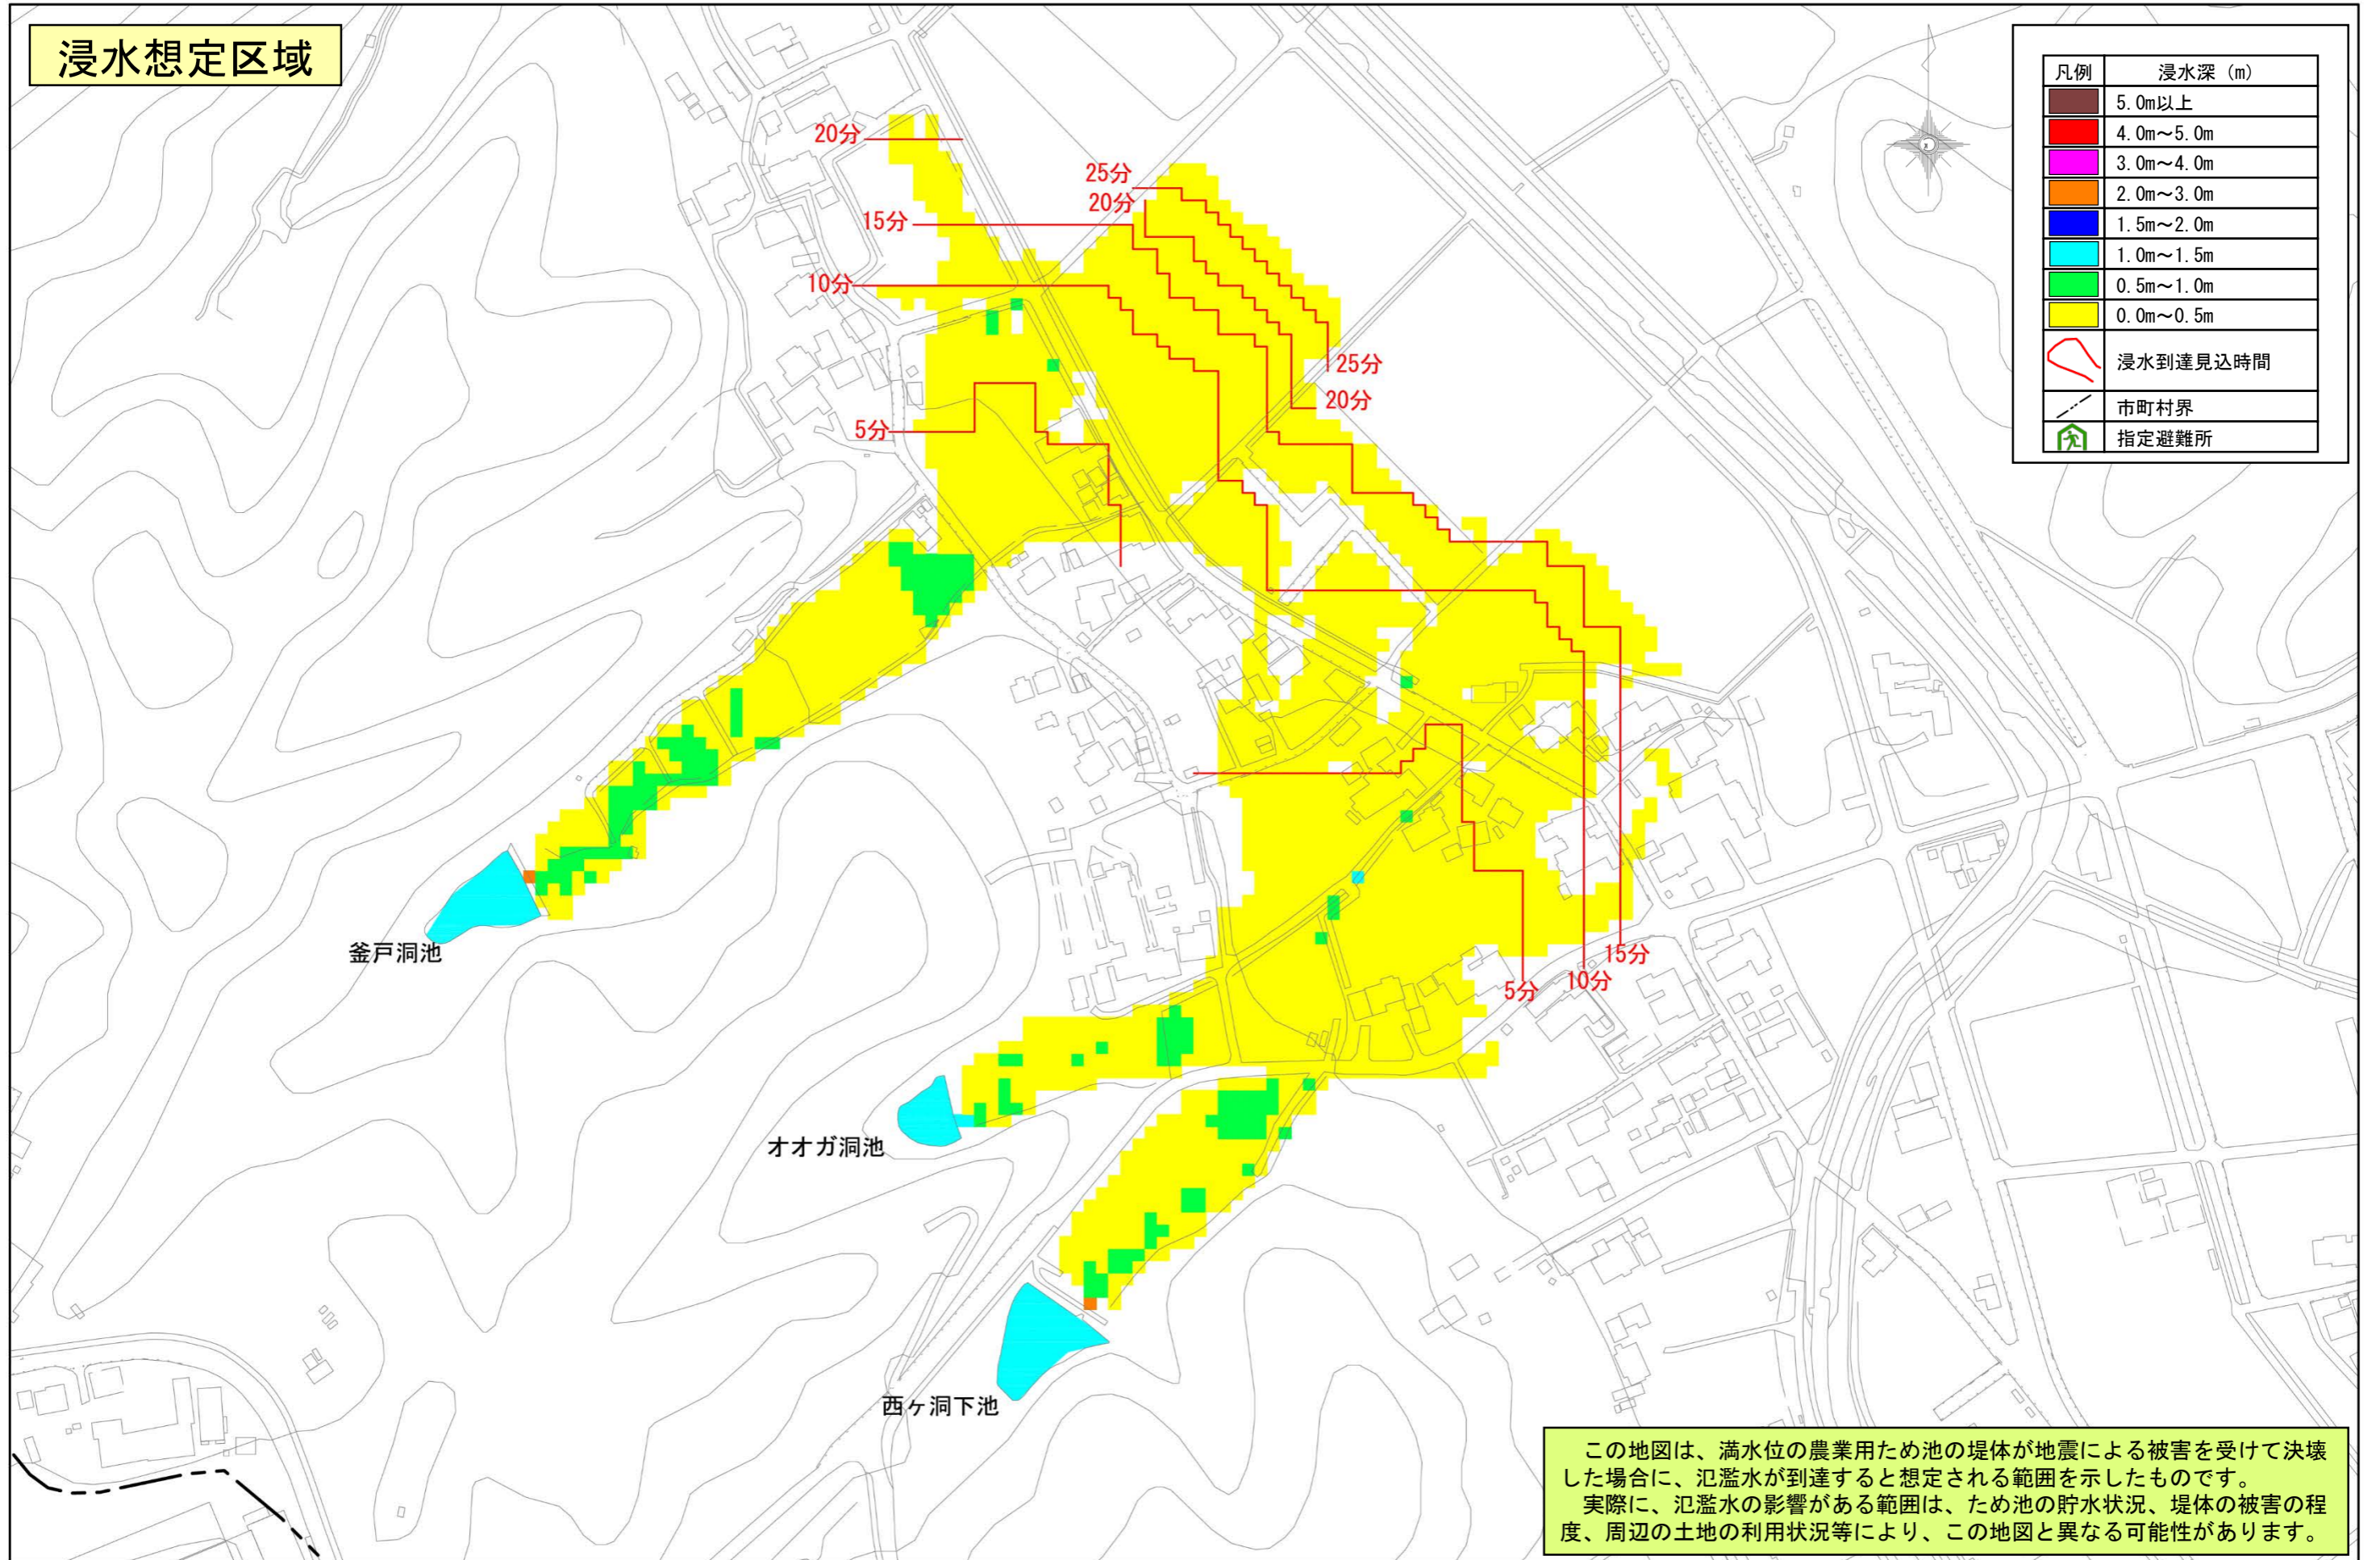 浸水想定区域
凡例 浸水深（m）
5.0m以上
4.0m～5.0m
3.0m～4.0m
2.0m～3.0m
1.5m～2.0m
1.0m～1.5m
0.5m～1.0m
0.0m～0.5m
浸水到達見込時間
市町村界
指定避難所
20分
25分
20分
15分
10分
25分
20分
5分
釜戸洞池
15分
10分
5分
オオガ洞池
西ヶ洞下池
この地図は、満水位の農業用ため池の堤体が地震による被害を受けて決壊
した場合に、氾濫水が到達すると想定される範囲を示したものです。
実際に、氾濫水の影響がある範囲は、ため池の貯水状況、堤体の被害の程
度、周辺の土地の利用状況等により、この地図と異なる可能性があります。